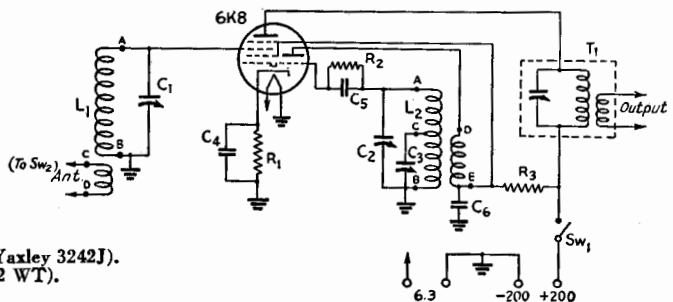 6K8
A
L1
C1
B
C
(To Sw2)
Ant.
D
C4
R1
R2
C5
A
L2
C
C2
C3
B
D
E
C6
R3
T1
Output
Sw1
6.3
-200
+200
Yaxley 3242J).
2 WT).